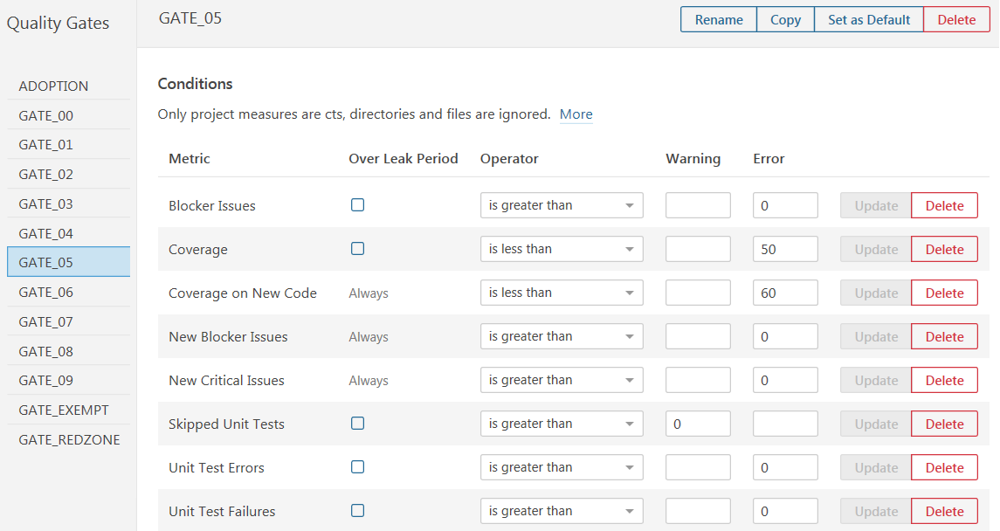 Quality Gates
ADOPTION
GATE_00
GATE_01
GATE_02
GATE_03
GATE_04
GATE_05
GATE_06
GATE_07
GATE_08
GATE_09
GATE_EXEMPT
GATE_REDZONE
GATE_05 Rename Copy Set as Default Delete
Conditions
Only project measures are cts, directories and files are ignored. More
Metric Over Leak Period Operator Warning Error
Blocker Issues is greater than 0 Update Delete
Coverage is less than 50 Update Delete
Coverage on New Code Always is less than 60 Update Delete
New Blocker Issues Always is greater than 0 Update Delete
New Critical Issues Always is greater than 0 Update Delete
Skipped Unit Tests is greater than 0 Update Delete
Unit Test Errors is greater than 0 Update Delete
Unit Test Failures is greater than 0 Update Delete